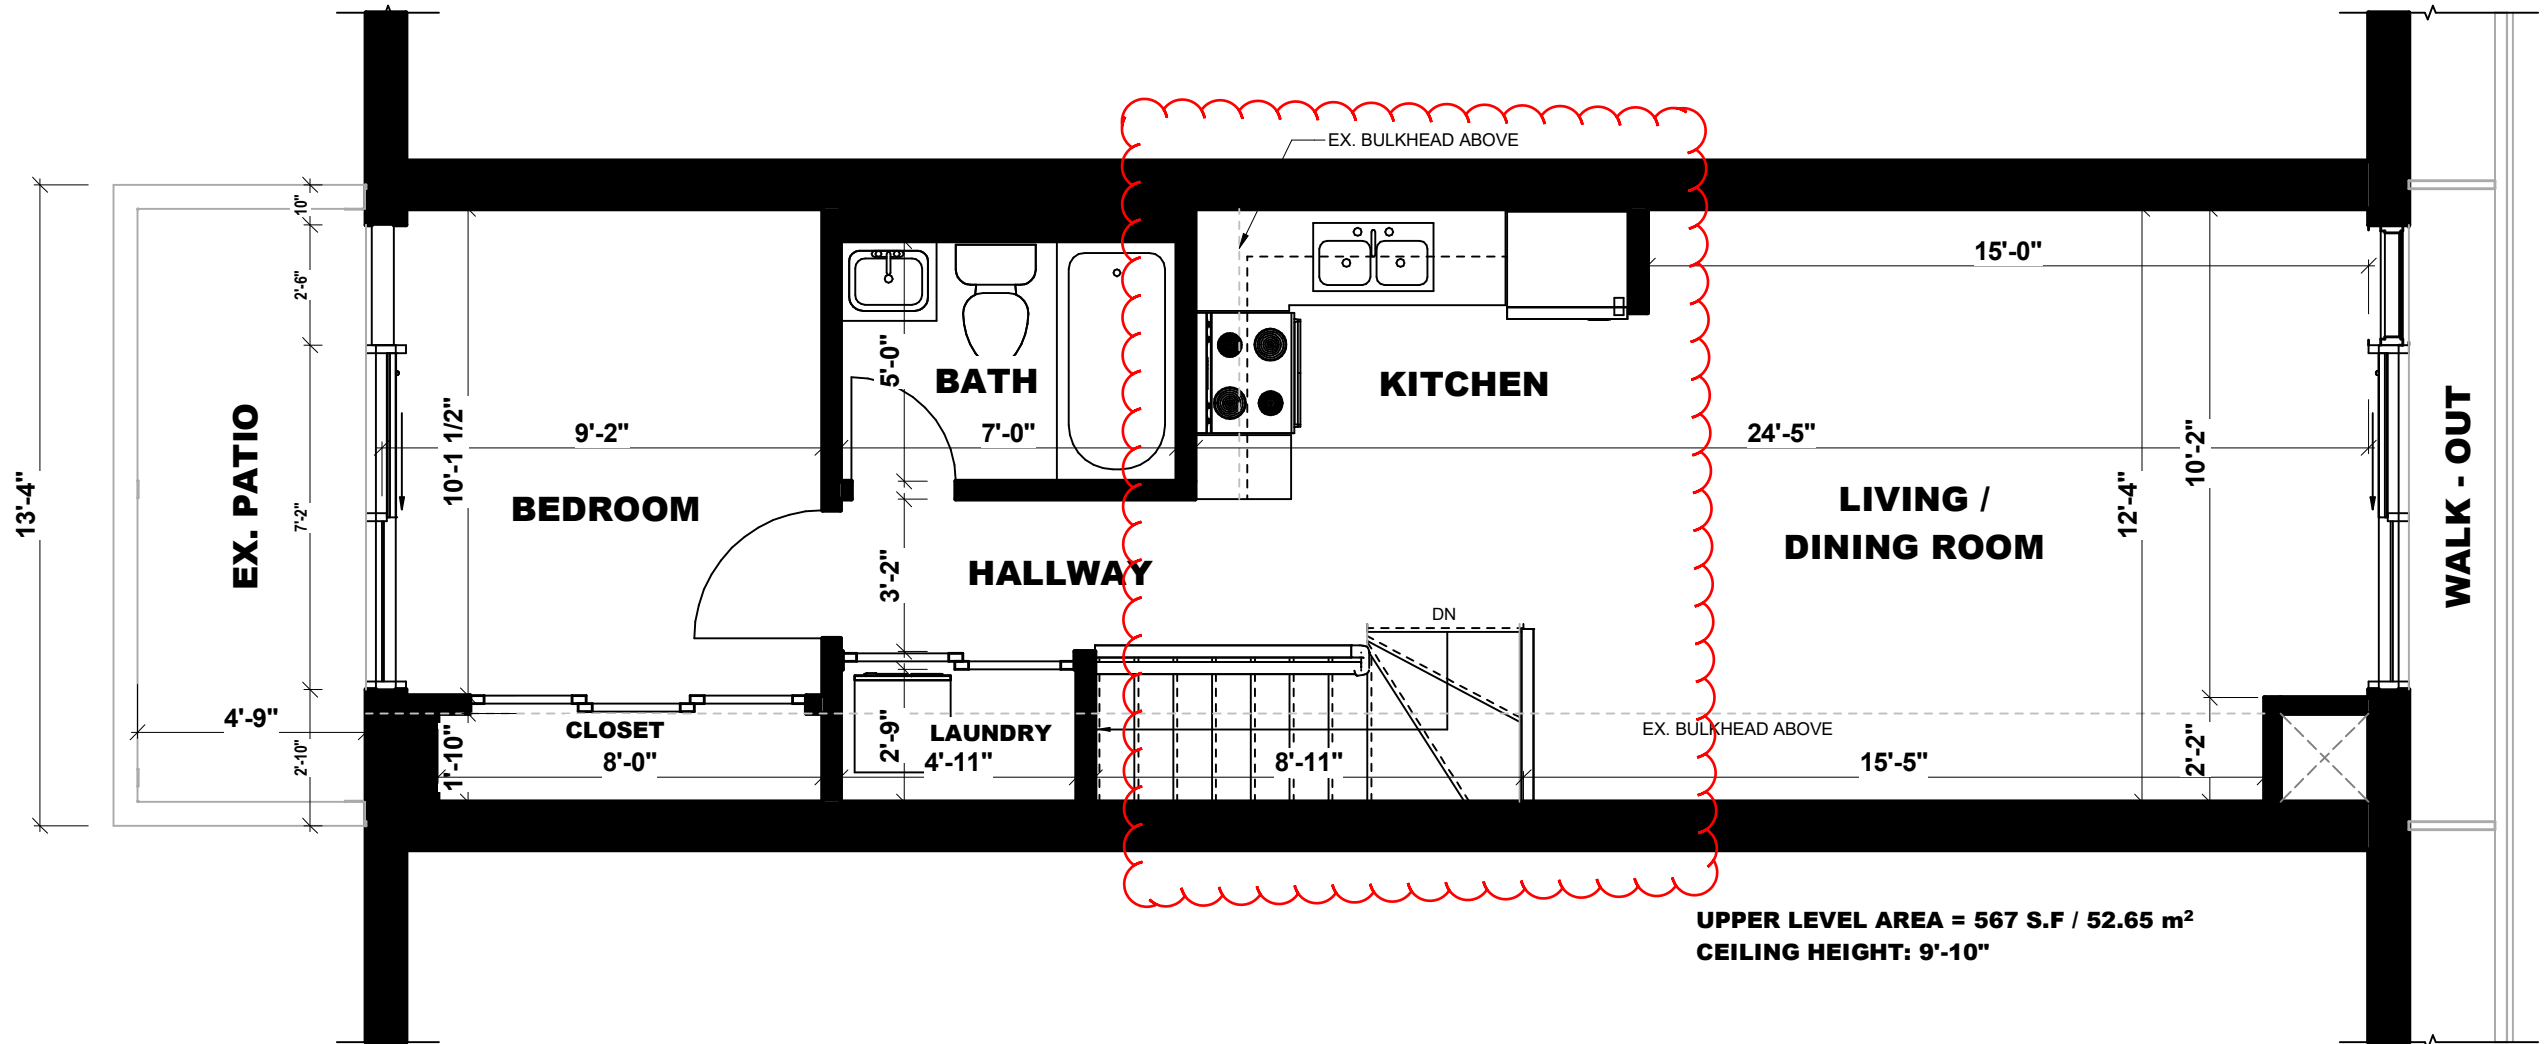 EX. BULKHEAD ABOVE
10"
2'-6"
7'-2"
2'-10"
13'-4"
EX. PATIO
4'-9"
10'-1 1/2"
9'-2"
BEDROOM
1'-10"
CLOSET
8'-0"
5'-0"
BATH
7'-0"
3'-2"
HALLWAY
2'-9"
LAUNDRY
4'-11"
KITCHEN
DN
8'-11"
15'-0"
24'-5"
LIVING /
DINING ROOM
12'-4"
10'-2"
2'-2"
WALK - OUT
EX. BULKHEAD ABOVE
15'-5"
UPPER LEVEL AREA = 567 S.F / 52.65 m²
CEILING HEIGHT: 9'-10"